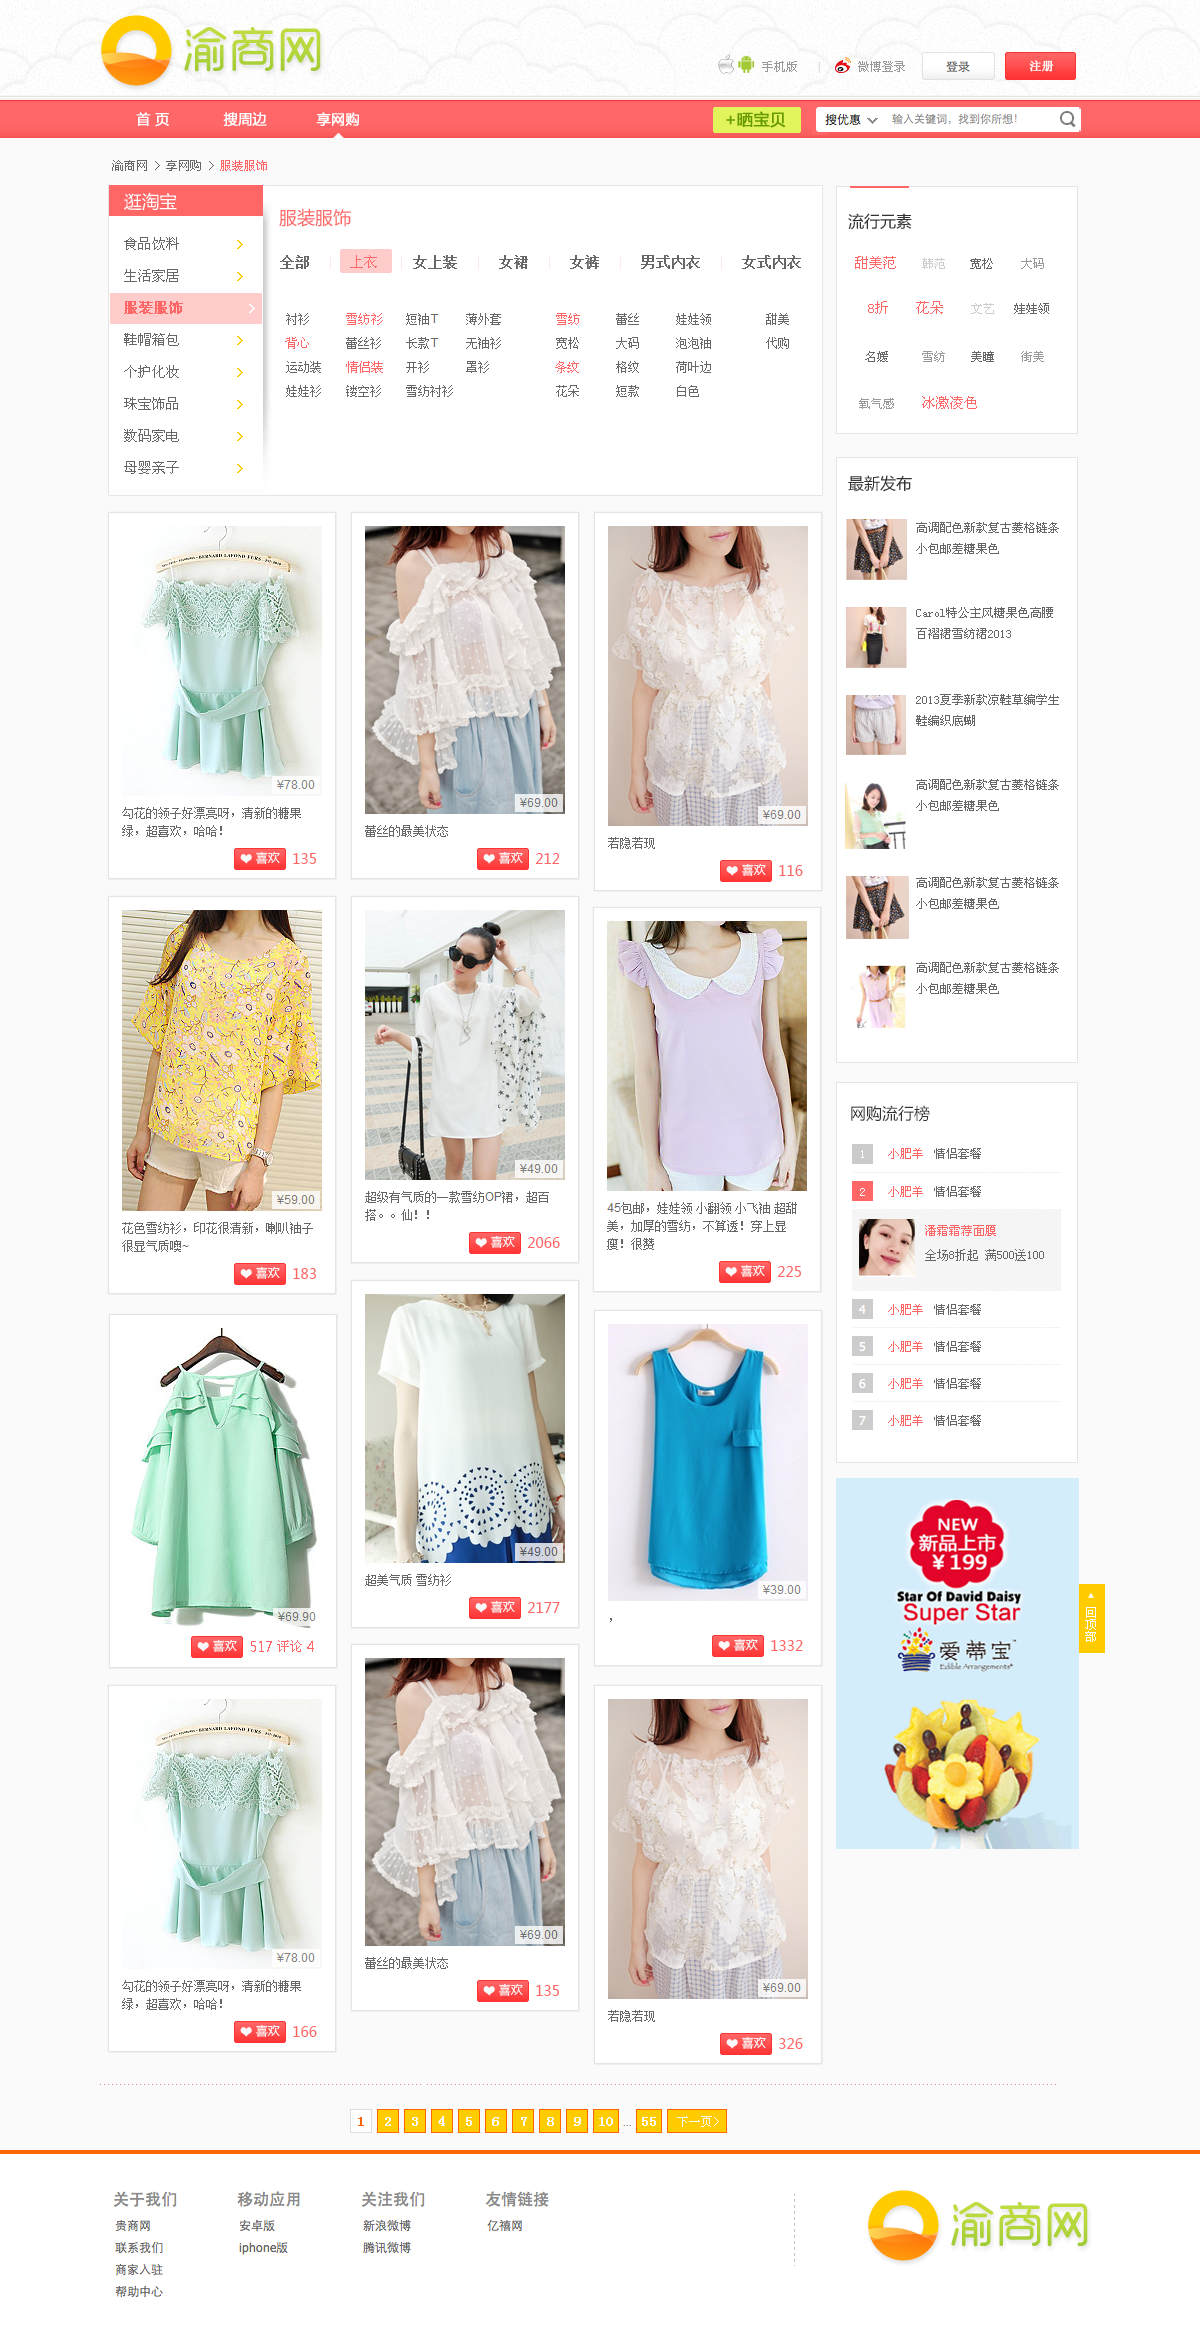 渝商网
手机版
微博登录
登录
注册
首 页
搜周边
享网购
+晒宝贝
搜优惠
输入关键词，找到你所想！
渝商网 > 享网购 > 服装服饰
逛淘宝
食品饮料
生活家居
服装服饰
鞋帽箱包
个护化妆
珠宝饰品
数码家电
母婴亲子
服装服饰
全部 上衣 女上装 女裙 女裤 男式内衣 女式内衣
衬衫 雪纺衫 短袖T 薄外套 雪纺 蕾丝 娃娃领 甜美
背心 蕾丝衫 长款T 无袖衫 宽松 大码 泡泡袖 代购
运动装 情侣装 开衫 罩衫 条纹 格纹 荷叶边
娃娃衫 镂空衫 雪纺衬衫 花朵 短款 白色
流行元素
甜美范 韩范 宽松 大码
8折 花朵 文艺 娃娃领
名媛 雪纺 美瞳 街美
氧气感 冰激凌色
最新发布
高调配色新款复古菱格链条
小包邮差糖果色
Carol特公主风糖果色高腰
百褶裙雪纺裙2013
2013夏季新款凉鞋草编学生
鞋编织底蝴
高调配色新款复古菱格链条
小包邮差糖果色
高调配色新款复古菱格链条
小包邮差糖果色
高调配色新款复古菱格链条
小包邮差糖果色
网购流行榜
1 小肥羊 情侣套餐
2 小肥羊 情侣套餐
潘霜霜荐面膜
全场8折起 满500送100
4 小肥羊 情侣套餐
5 小肥羊 情侣套餐
6 小肥羊 情侣套餐
7 小肥羊 情侣套餐
NEW
新品上市
¥199
Star Of David Daisy
Super Star
爱蒂宝
Edible Arrangements
回顶部
BERNARD LAFOND FURS
¥78.00
勾花的领子好漂亮呀，清新的糖果
绿，超喜欢，哈哈！
喜欢 135
¥69.00
蕾丝的最美状态
喜欢 212
¥69.00
若隐若现
喜欢 116
¥59.00
花色雪纺衫，印花很清新，喇叭袖子
很显气质噢~
喜欢 183
¥49.00
超级有气质的一款雪纺OP裙，超百
搭。。仙！！
喜欢 2066
45包邮，娃娃领 小翻领 小飞袖 超甜
美，加厚的雪纺，不算透！穿上显
瘦！很赞
喜欢 225
¥69.90
喜欢 517 评论 4
¥49.00
超美气质 雪纺衫
喜欢 2177
¥39.00
，
喜欢 1332
BERNARD LAFOND FURS
¥78.00
勾花的领子好漂亮呀，清新的糖果
绿，超喜欢，哈哈！
喜欢 166
¥69.00
蕾丝的最美状态
喜欢 135
¥69.00
若隐若现
喜欢 326
1 2 3 4 5 6 7 8 9 10 ... 55 下一页>
关于我们
贵商网
联系我们
商家入驻
帮助中心
移动应用
安卓版
iphone版
关注我们
新浪微博
腾讯微博
友情链接
亿禧网
渝商网